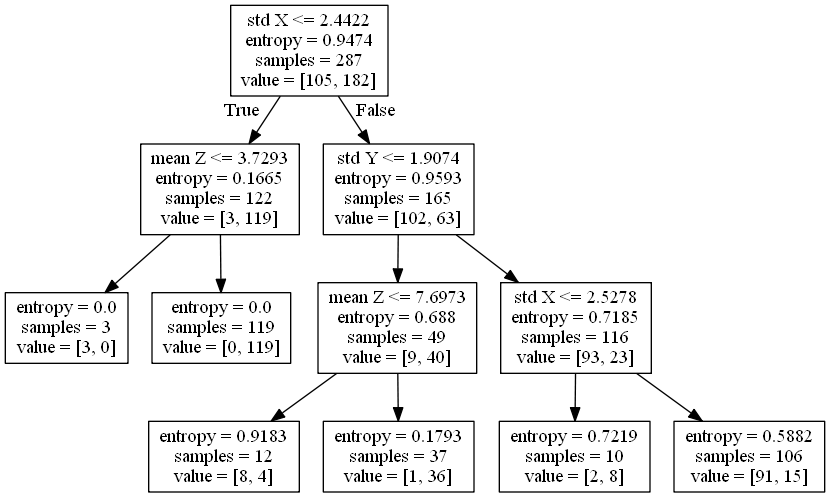 std X <= 2.4422
entropy = 0.9474
samples = 287
value = [105, 182]
True
False
mean Z <= 3.7293
entropy = 0.1665
samples = 122
value = [3, 119]
std Y <= 1.9074
entropy = 0.9593
samples = 165
value = [102, 63]
entropy = 0.0
samples = 3
value = [3, 0]
entropy = 0.0
samples = 119
value = [0, 119]
mean Z <= 7.6973
entropy = 0.688
samples = 49
value = [9, 40]
std X <= 2.5278
entropy = 0.7185
samples = 116
value = [93, 23]
entropy = 0.9183
samples = 12
value = [8, 4]
entropy = 0.1793
samples = 37
value = [1, 36]
entropy = 0.7219
samples = 10
value = [2, 8]
entropy = 0.5882
samples = 106
value = [91, 15]